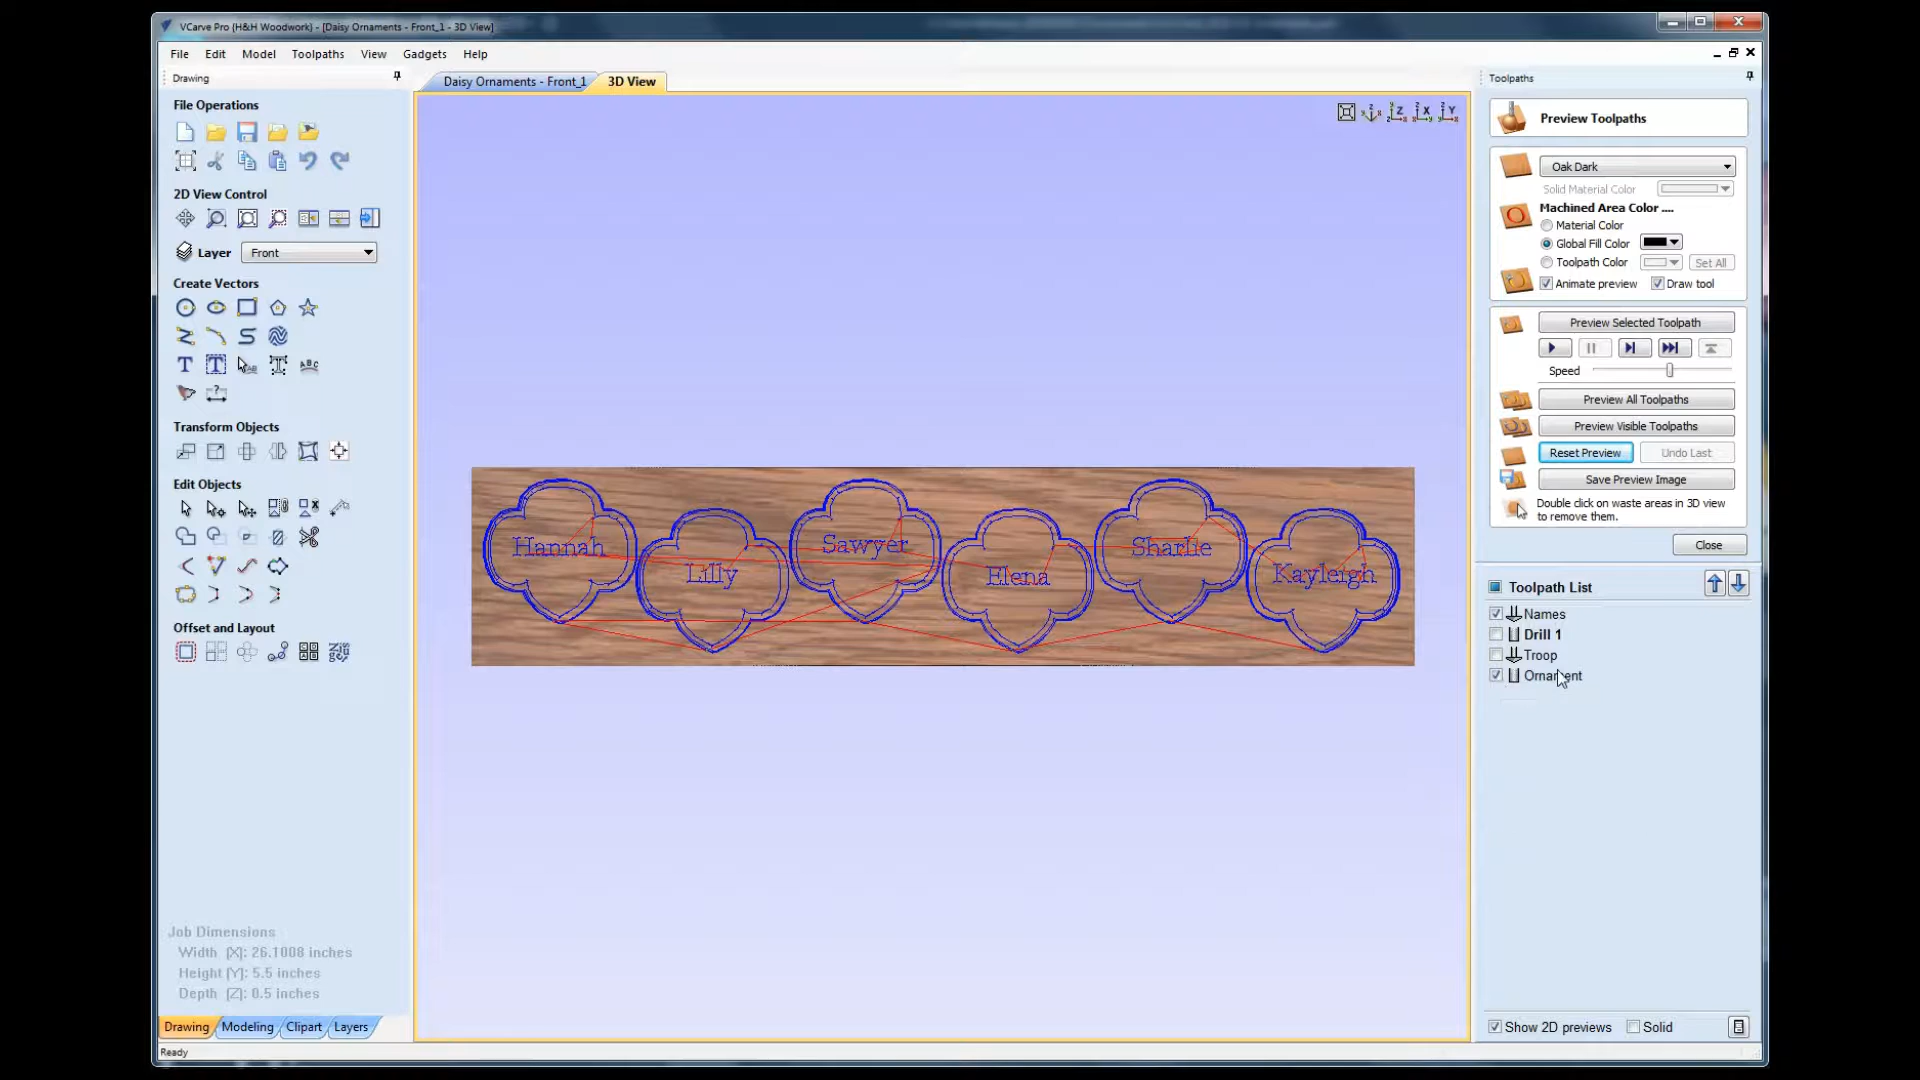 VCarve Pro {H&H Woodwork} - [Daisy Ornaments - Front_1 - 3D View]
File Edit Model Toolpaths View Gadgets Help
Drawing
File Operations
2D View Control
Layer Front
Create Vectors
Transform Objects
Edit Objects
Offset and Layout
Job Dimensions
Width [X]: 26.1008 inches
Height [Y]: 5.5 inches
Depth [Z]: 0.5 inches
Drawing Modeling Clipart Layers
Ready
Daisy Ornaments - Front_1 3D View
Hannah
Lilly
Sawyer
Elena
Sharlie
Kayleigh
Toolpaths
Preview Toolpaths
Oak Dark
Solid Material Color
Machined Area Color ....
Material Color
Global Fill Color
Toolpath Color Set All
Animate preview Draw tool
Preview Selected Toolpath
Speed
Preview All Toolpaths
Preview Visible Toolpaths
Reset Preview Undo Last
Save Preview Image
Double click on waste areas in 3D view
to remove them.
Close
Toolpath List
Names
Drill 1
Troop
Ornament
Show 2D previews Solid